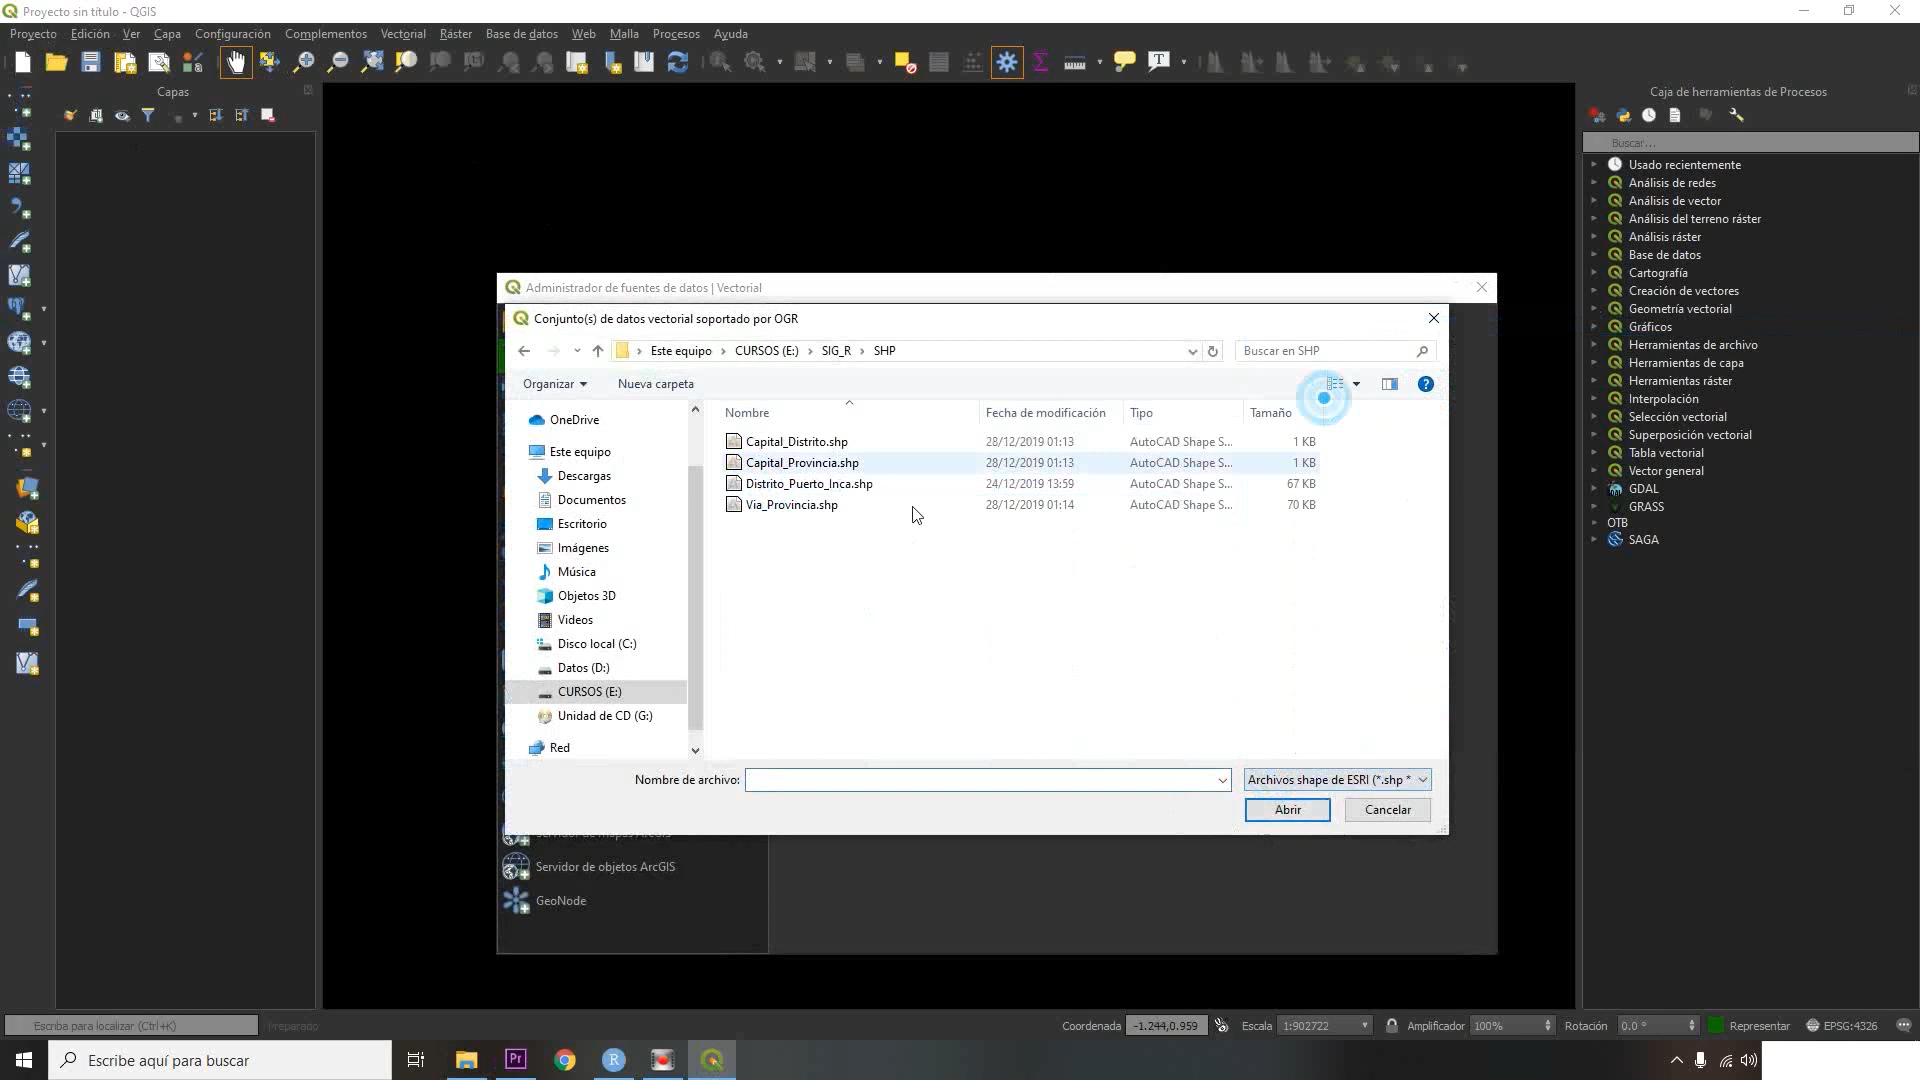 Proyecto sin título - QGIS
Proyecto Edición Ver Capa Configuración Complementos Vectorial Ráster Base de datos Web Malla Procesos Ayuda
Capas
Caja de herramientas de Procesos
Buscar...
Usado recientemente
Análisis de redes
Análisis de vector
Análisis del terreno ráster
Análisis ráster
Base de datos
Cartografía
Creación de vectores
Geometría vectorial
Gráficos
Herramientas de archivo
Herramientas de capa
Herramientas ráster
Interpolación
Selección vectorial
Superposición vectorial
Tabla vectorial
Vector general
GDAL
GRASS
OTB
SAGA
Administrador de fuentes de datos | Vectorial
Conjunto(s) de datos vectorial soportado por OGR
Este equipo › CURSOS (E:) › SIG_R › SHP
Buscar en SHP
Organizar
Nueva carpeta
OneDrive
Este equipo
Descargas
Documentos
Escritorio
Imágenes
Música
Objetos 3D
Videos
Disco local (C:)
Datos (D:)
CURSOS (E:)
Unidad de CD (G:)
Red
Nombre Fecha de modificación Tipo Tamaño
Capital_Distrito.shp 28/12/2019 01:13 AutoCAD Shape S... 1 KB
Capital_Provincia.shp 28/12/2019 01:13 AutoCAD Shape S... 1 KB
Distrito_Puerto_Inca.shp 24/12/2019 13:59 AutoCAD Shape S... 67 KB
Via_Provincia.shp 28/12/2019 01:14 AutoCAD Shape S... 70 KB
Nombre de archivo:
Archivos shape de ESRI (*.shp *
Abrir
Cancelar
Servidor de mapas ArcGIS
Servidor de objetos ArcGIS
GeoNode
Escriba para localizar (Ctrl+K)
Preparado
Coordenada -1.244,0.959
Escala 1:902722
Amplificador 100%
Rotación 0.0 °
Representar
EPSG:4326
Escribe aquí para buscar
Pr
R